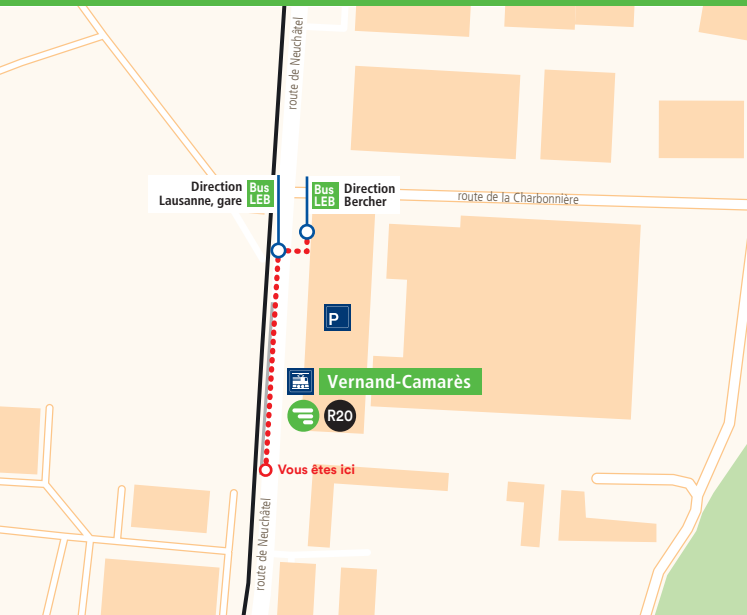 route de Neuchâtel
Direction
Lausanne, gare
Bus
LEB
Bus
LEB
Direction
Bercher
route de la Charbonnière
P
Vernand-Camarès
R20
Vous êtes ici
route de Neuchâtel